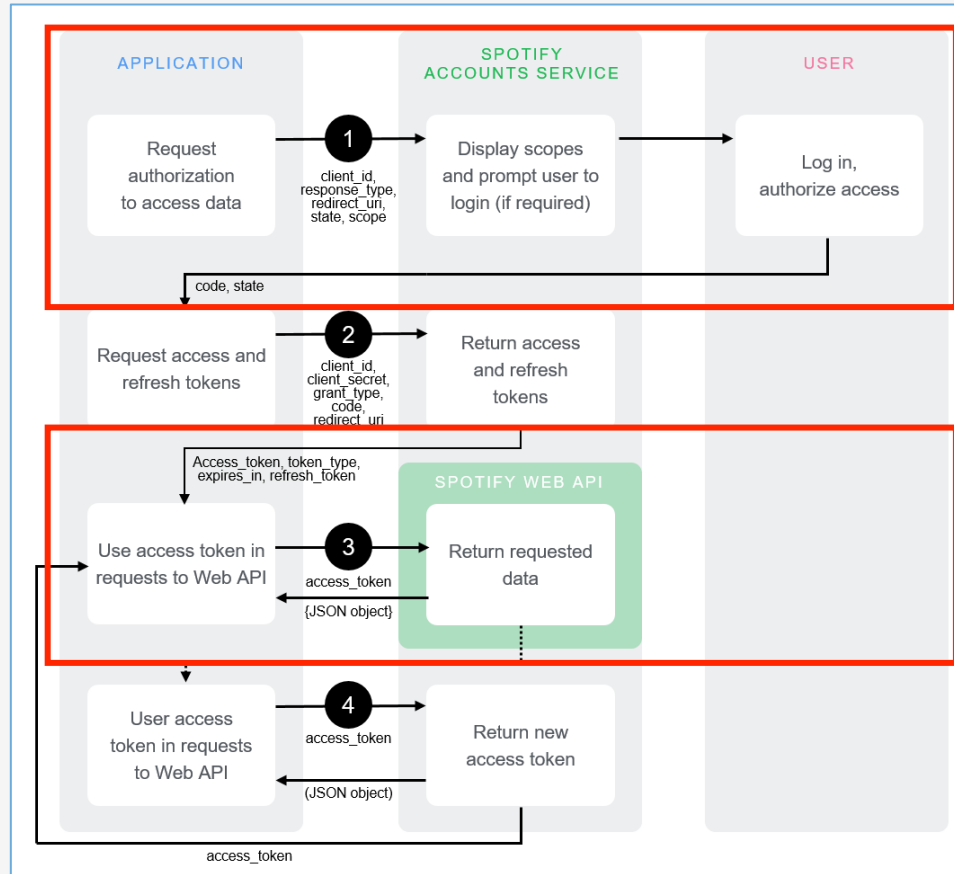 APPLICATION
SPOTIFY
ACCOUNTS SERVICE
USER
Request
authorization
to access data
1
client_id,
response_type,
redirect_uri,
state, scope
Display scopes
and prompt user to
login (if required)
Log in,
authorize access
code, state
Request access and
refresh tokens
2
client_id,
client_secret,
grant_type,
code,
redirect_uri
Return access
and refresh
tokens
Access_token, token_type,
expires_in, refresh_token
SPOTIFY WEB API
Use access token in
requests to Web API
3
access_token
{JSON object}
Return requested
data
User access
token in requests
to Web API
4
access_token
(JSON object)
Return new
access token
access_token